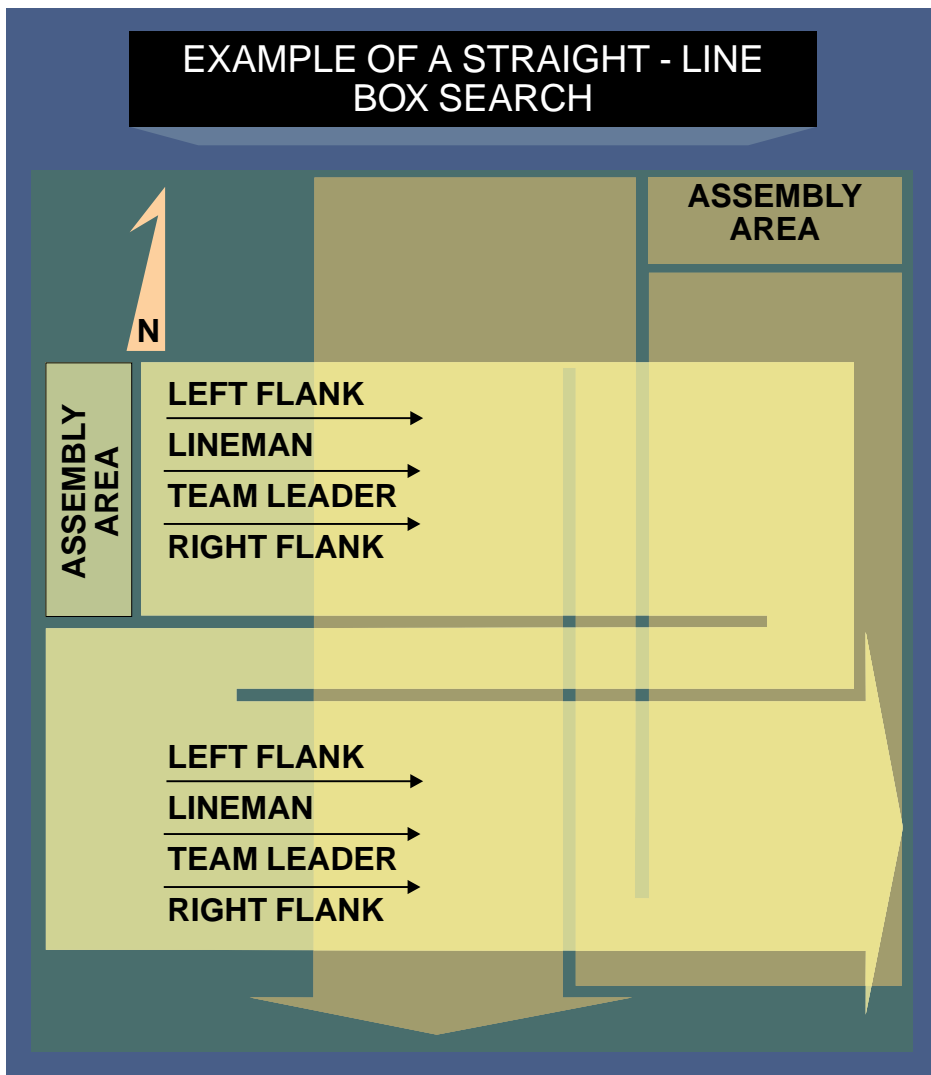 EXAMPLE OF A STRAIGHT - LINE
BOX SEARCH
ASSEMBLY
AREA
N
ASSEMBLY
AREA
LEFT FLANK
LINEMAN
TEAM LEADER
RIGHT FLANK
LEFT FLANK
LINEMAN
TEAM LEADER
RIGHT FLANK